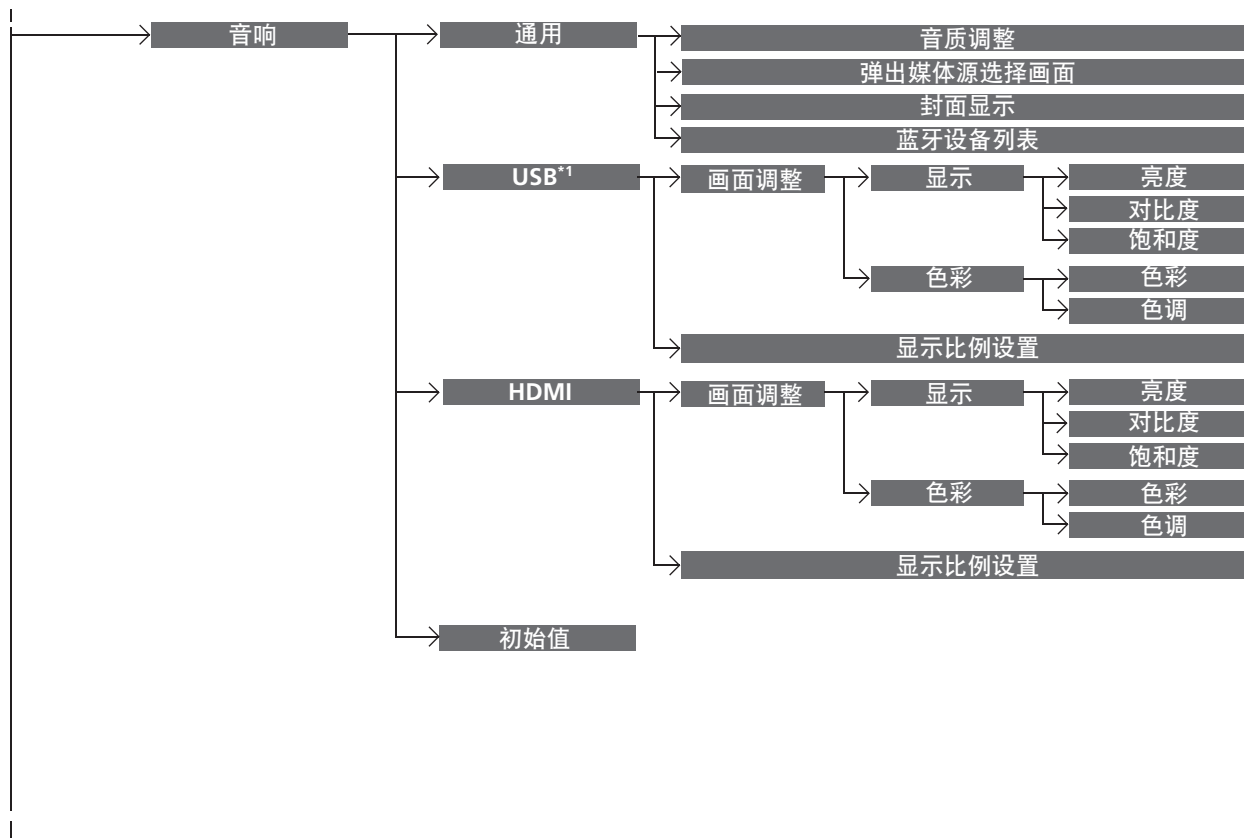 音响
通用
音质调整
弹出媒体源选择画面
封面显示
蓝牙设备列表
USB*1
画面调整
显示
亮度
对比度
饱和度
色彩
色彩
色调
显示比例设置
HDMI
画面调整
显示
亮度
对比度
饱和度
色彩
色彩
色调
显示比例设置
初始值